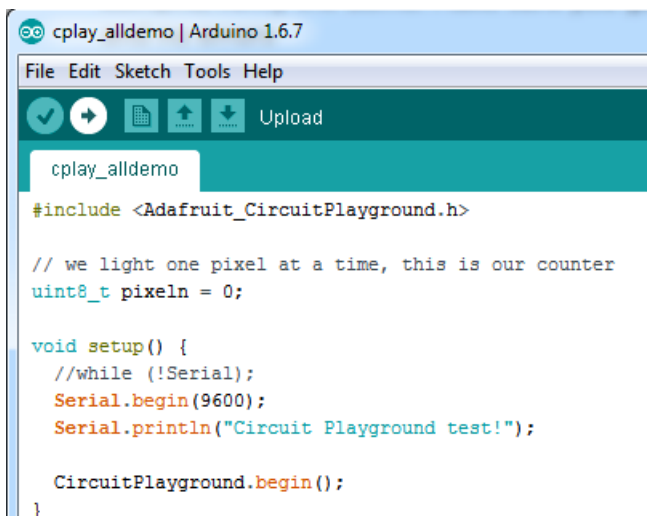 cplay_alldemo | Arduino 1.6.7
File Edit Sketch Tools Help
Upload
cplay_alldemo
#include <Adafruit_CircuitPlayground.h>
// we light one pixel at a time, this is our counter
uint8_t pixeln = 0;
void setup() {
  //while (!Serial);
  Serial.begin(9600);
  Serial.println("Circuit Playground test!");
  CircuitPlayground.begin();
}